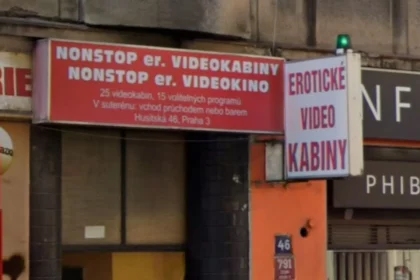 RIE
NONSTOP er. VIDEOKABINY
NONSTOP er. VIDEOKINO
25 videokabin, 15 volitelných programů
V suterénu: vchod průchodem nebo barem
Husitská 46, Praha 3
EROTICKÉ
VIDEO
KABINY
NF
PHIB
46
791